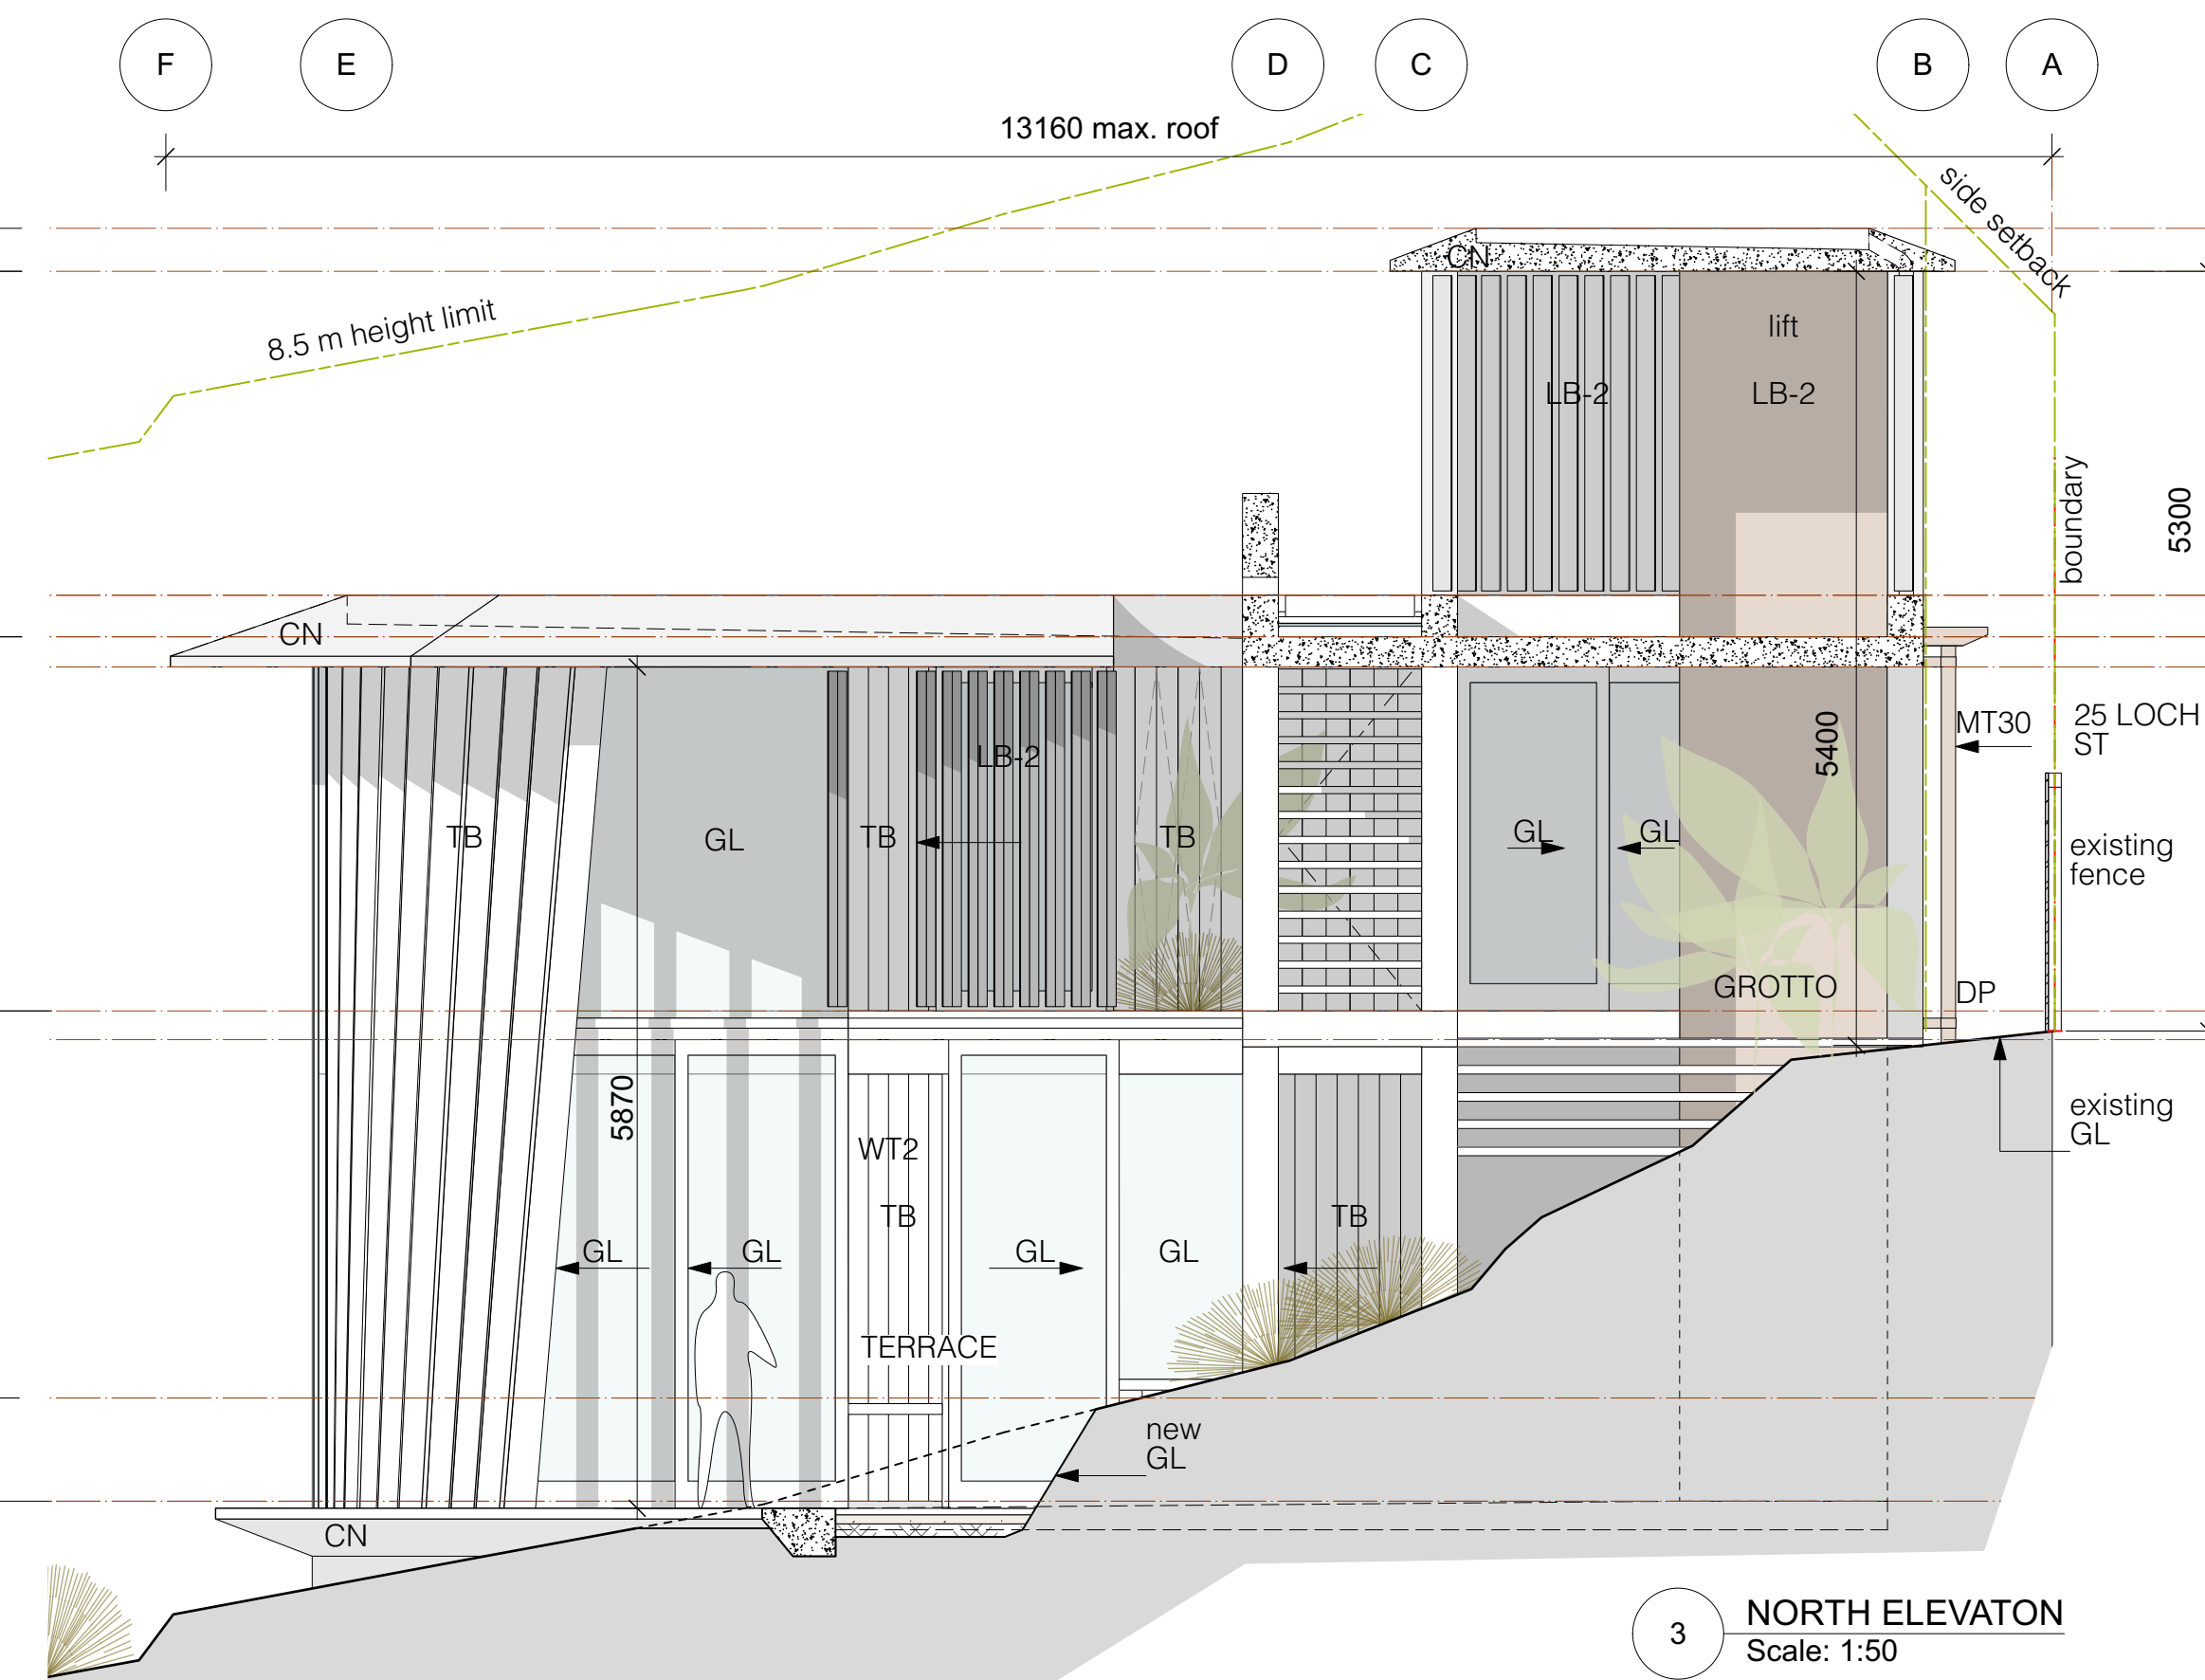 F
E
D
C
B
A
13160 max. roof
side setback
CN
8.5 m height limit
lift
LB-2
LB-2
boundary
5300
CN
MT30
25 LOCH
ST
5400
LB-2
TB
GL
TB
TB
GL
GL
existing
fence
GROTTO
DP
5870
existing
GL
WT2
TB
TB
GL
GL
GL
GL
TERRACE
new
GL
CN
3
NORTH ELEVATON
Scale: 1:50